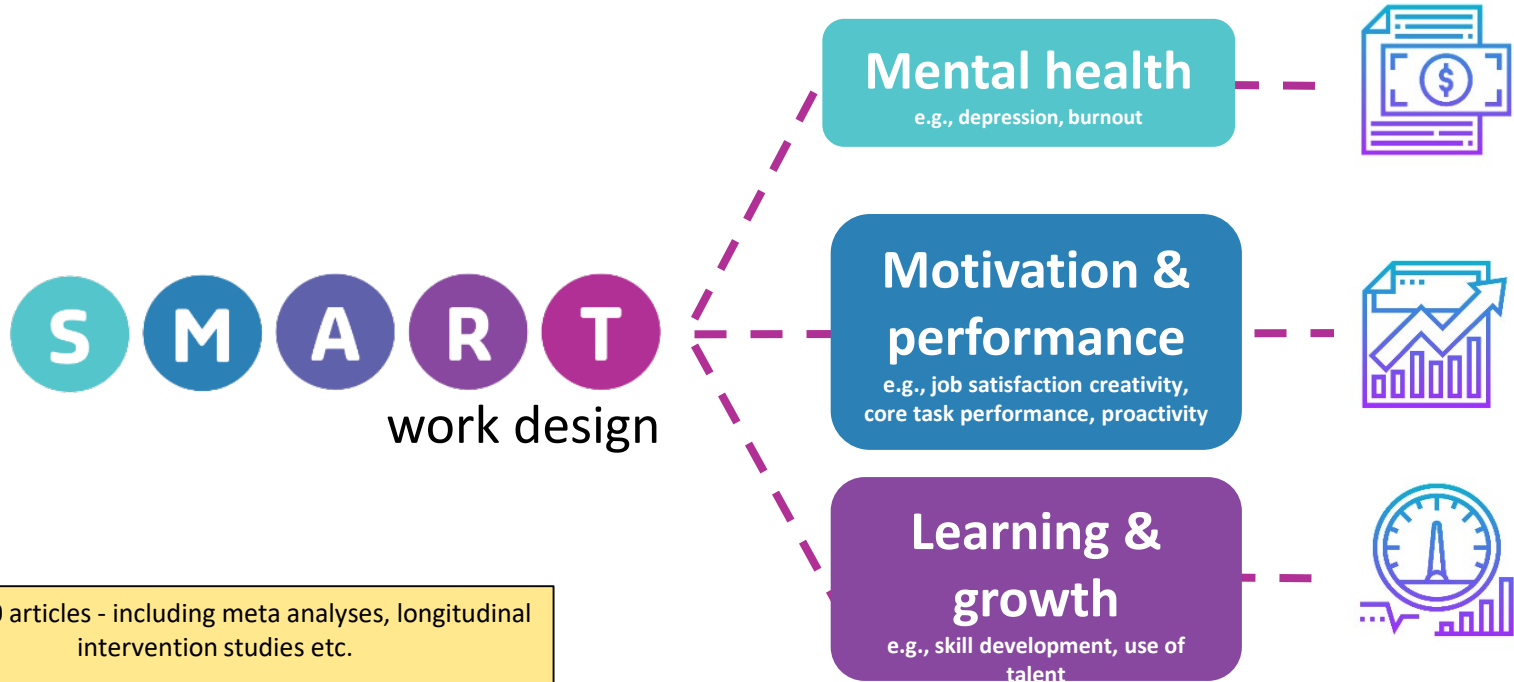 Mental health
e.g., depression, burnout
$
Motivation &
performance
e.g., job satisfaction creativity,
core task performance, proactivity
S M A R T
work design
Learning &
growth
e.g., skill development, use of
talent
articles - including meta analyses, longitudinal
intervention studies etc.